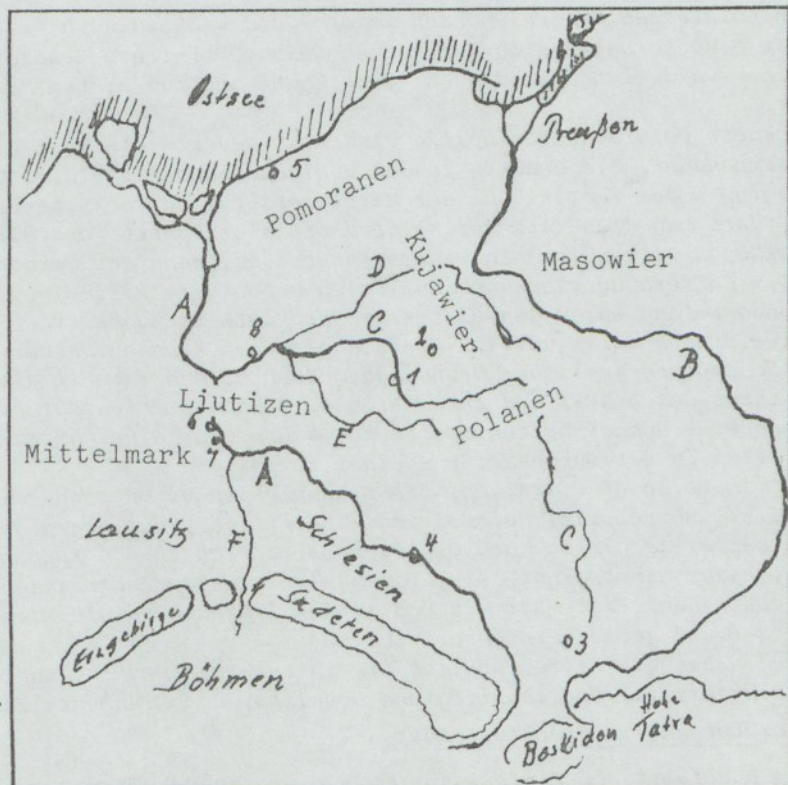 Ostsee
Preußen
5
Pomoranen
Kujawier
Masowier
D
A
8
C
2
B
1
Liutizen
Polanen
6
E
Mittelmark
7
A
Lausitz
F
Schlesien
4
C
Erzgebirge
Sudeten
3
Böhmen
Hohe
Tatra
Beskiden